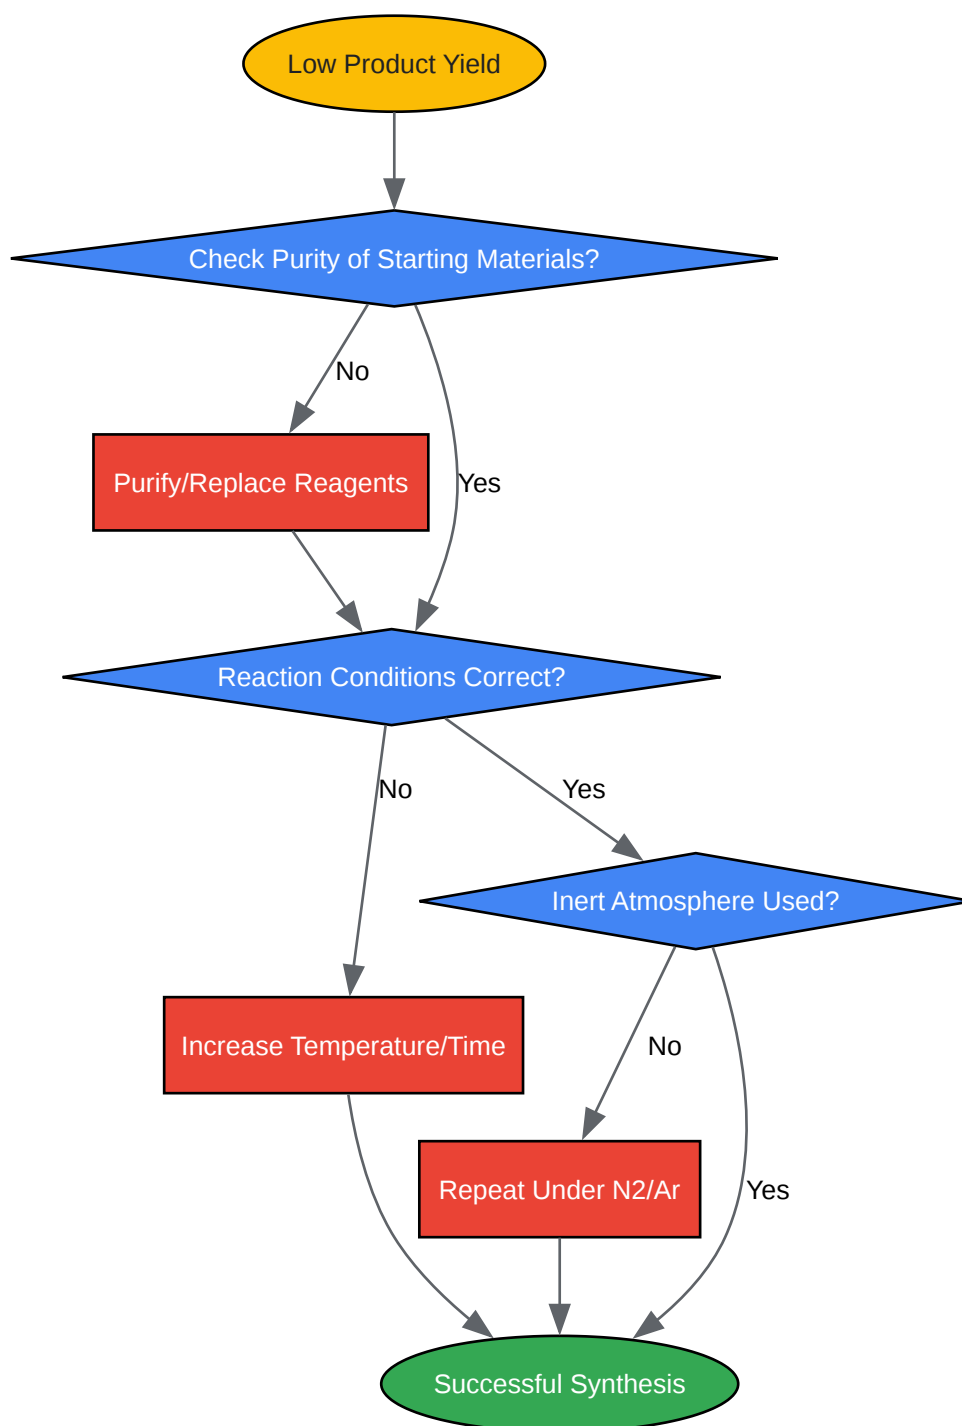 Low Product Yield
Check Purity of Starting Materials?
No
Purify/Replace Reagents
Yes
Reaction Conditions Correct?
No
Yes
Inert Atmosphere Used?
Increase Temperature/Time
No
Repeat Under N2/Ar
Yes
Successful Synthesis